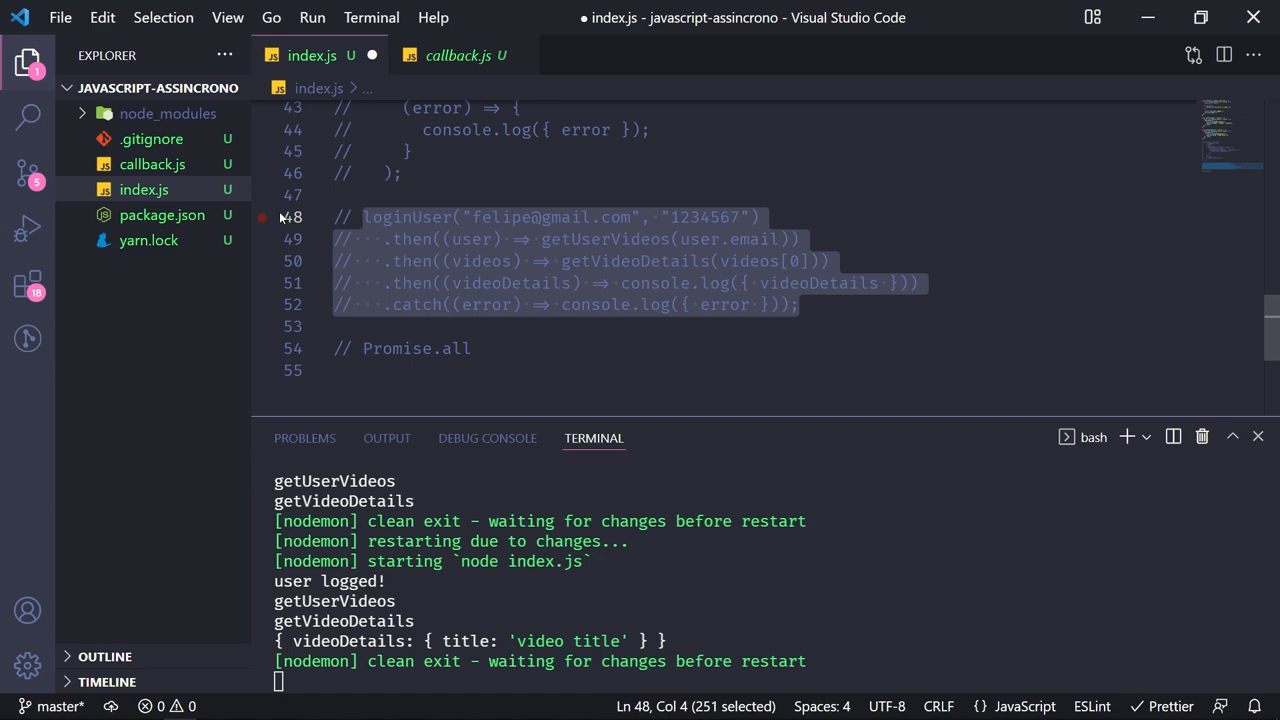 File Edit Selection View Go Run Terminal Help ● index.js - javascript-assincrono - Visual Studio Code
EXPLORER
index.js U
callback.js U
JAVASCRIPT-ASSINCRONO
index.js > ...
node_modules
.gitignore U
callback.js U
index.js U
package.json U
yarn.lock U
1
5
18
43 // (error) => {
44 // console.log({ error });
45 // }
46 // );
47
48 // loginUser("felipe@gmail.com", "1234567")
49 // .then((user) => getUserVideos(user.email))
50 // .then((videos) => getVideoDetails(videos[0]))
51 // .then((videoDetails) => console.log({ videoDetails }))
52 // .catch((error) => console.log({ error }));
53
54 // Promise.all
55
PROBLEMS OUTPUT DEBUG CONSOLE TERMINAL
bash
getUserVideos
getVideoDetails
[nodemon] clean exit - waiting for changes before restart
[nodemon] restarting due to changes...
[nodemon] starting `node index.js`
user logged!
getUserVideos
getVideoDetails
{ videoDetails: { title: 'video title' } }
[nodemon] clean exit - waiting for changes before restart
OUTLINE
TIMELINE
master* 0 0 Ln 48, Col 4 (251 selected) Spaces: 4 UTF-8 CRLF {} JavaScript ESLint Prettier